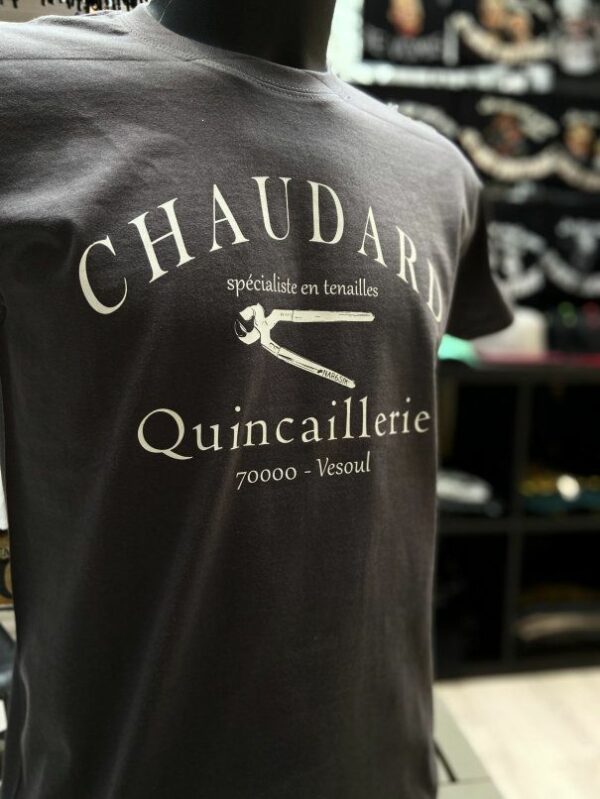 CHAUDARD
spécialiste en tenailles
Quincaillerie
70000 - Vesoul